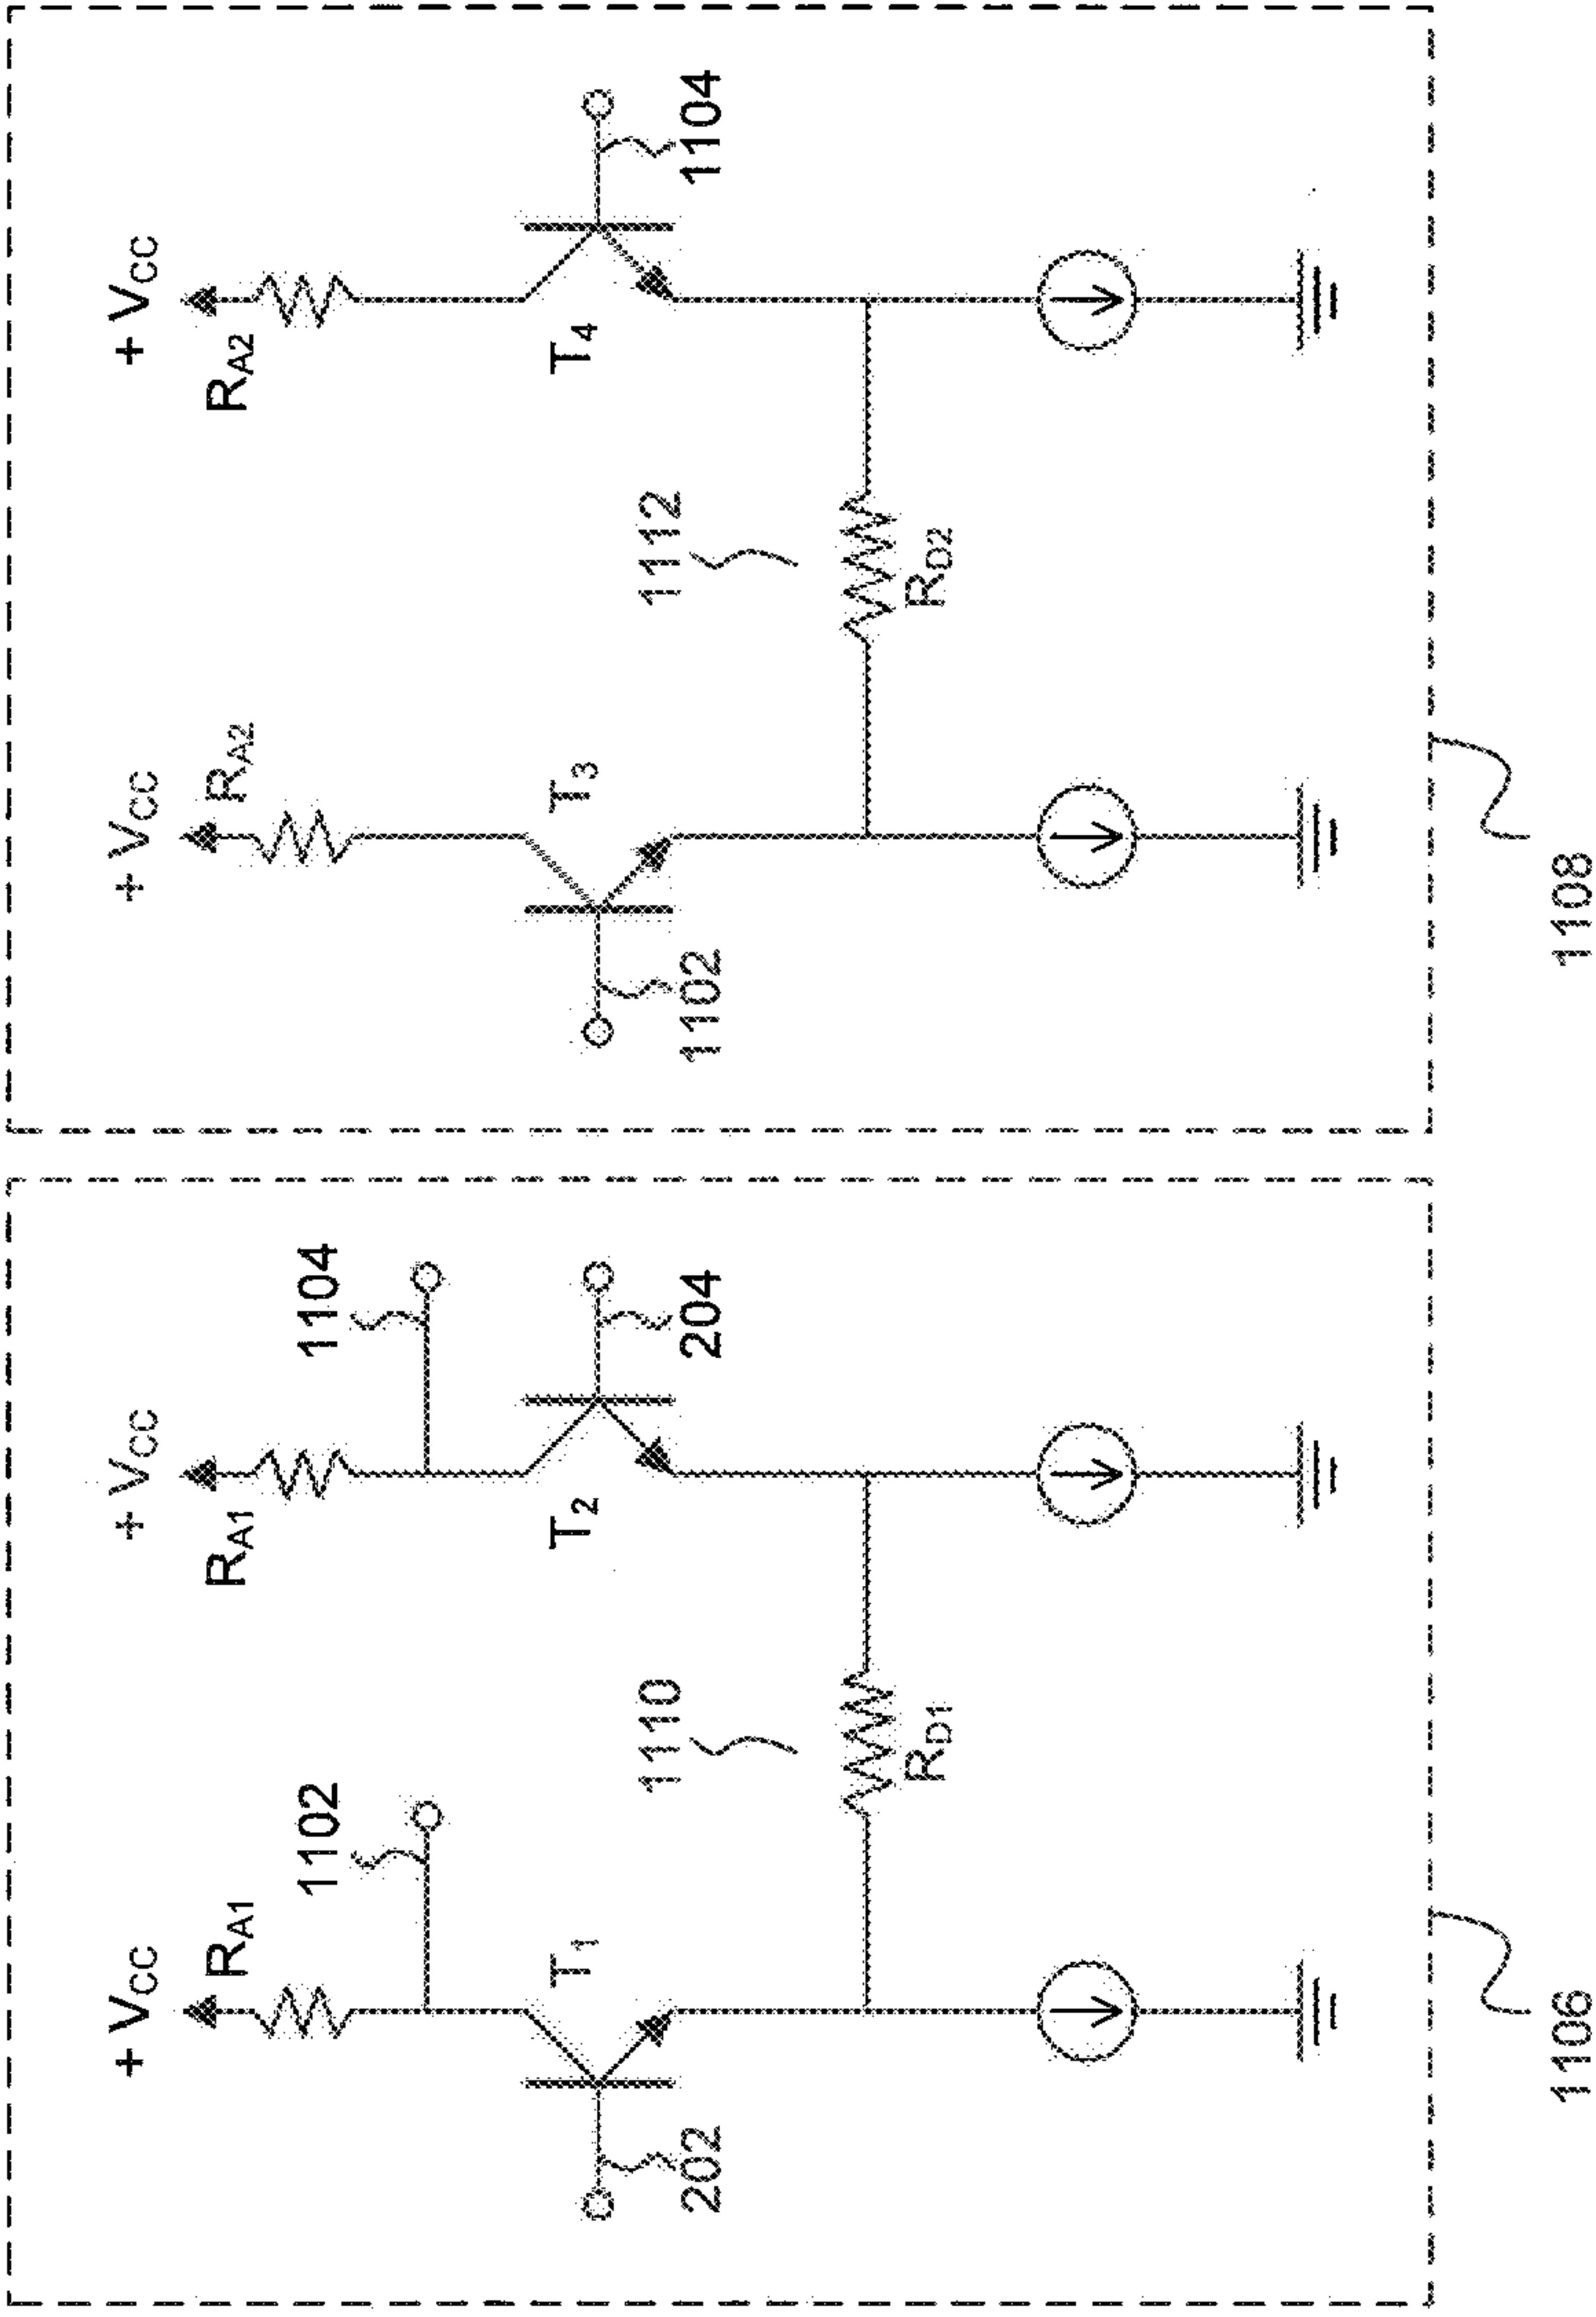 + VCC
+ VCC
RA1
RA1
1102
1104
T1
T2
202
204
1110
RD1
1106
+ VCC
+ VCC
RA2
RA2
T3
T4
1102
1104
1112
RD2
1108